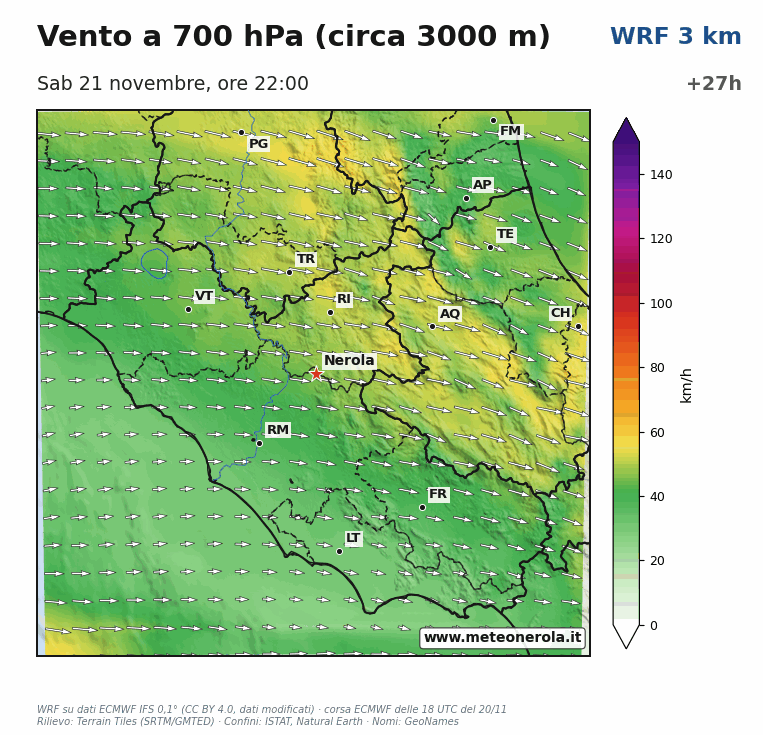 Vento a 700 hPa (circa 3000 m)
WRF 3 km
Sab 21 novembre, ore 22:00
+27h
FM
PG
AP
TE
TR
VT
RI
AQ
CH
Nerola
RM
FR
LT
www.meteonerola.it
140
120
100
80
60
40
20
0
km/h
WRF su dati ECMWF IFS 0,1° (CC BY 4.0, dati modificati) · corsa ECMWF delle 18 UTC del 20/11
Rilievo: Terrain Tiles (SRTM/GMTED) · Confini: ISTAT, Natural Earth · Nomi: GeoNames